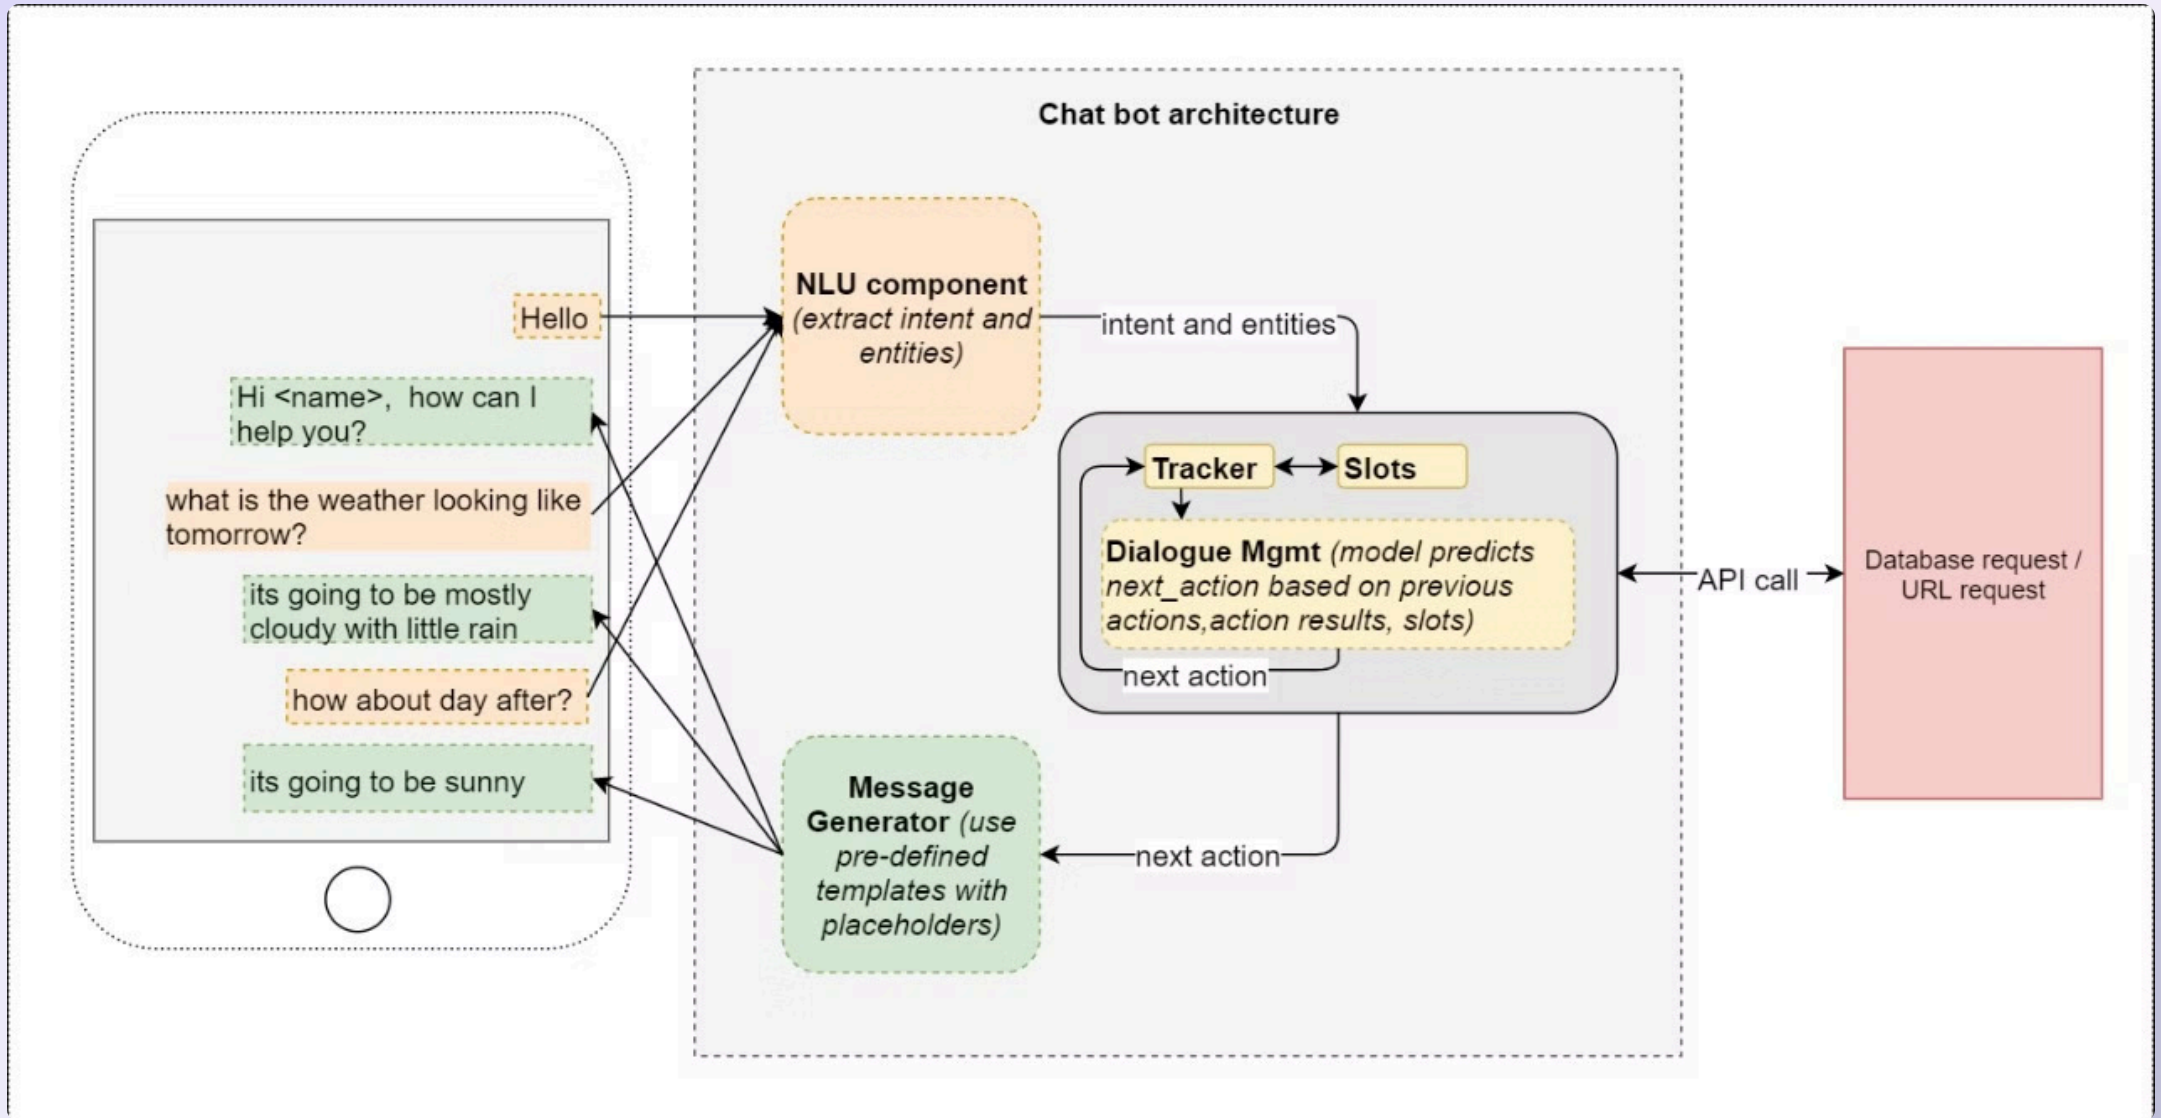 Chat bot architecture
Hello
Hi <name>,  how can I
help you?
what is the weather looking like
tomorrow?
its going to be mostly
cloudy with little rain
how about day after?
its going to be sunny
NLU component
(extract intent and
entities)
intent and entities
Tracker
Slots
Dialogue Mgmt (model predicts
next_action based on previous
actions,action results, slots)
next action
API call
Database request /
URL request
Message
Generator (use
pre-defined
templates with
placeholders)
next action